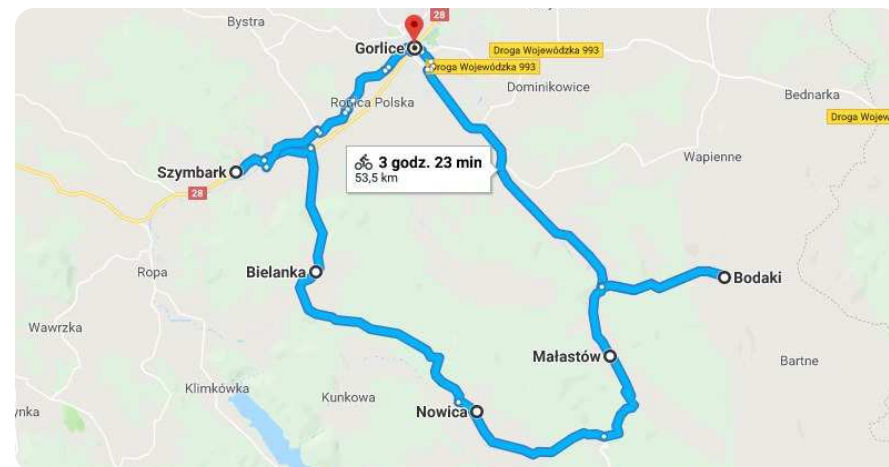 28
Bystra
Gorlice
Droga Wojewódzka 993
Droga Wojewódzka 993
Dominikowice
Bednarka
Ropica Polska
Droga Wojew
Wapienne
3 godz. 23 min
53,5 km
Szymbark
28
Bielanka
Bodaki
Ropa
Wawrzka
Małastów
Bartne
Klimkówka
Kunkowa
Nowica
ynka